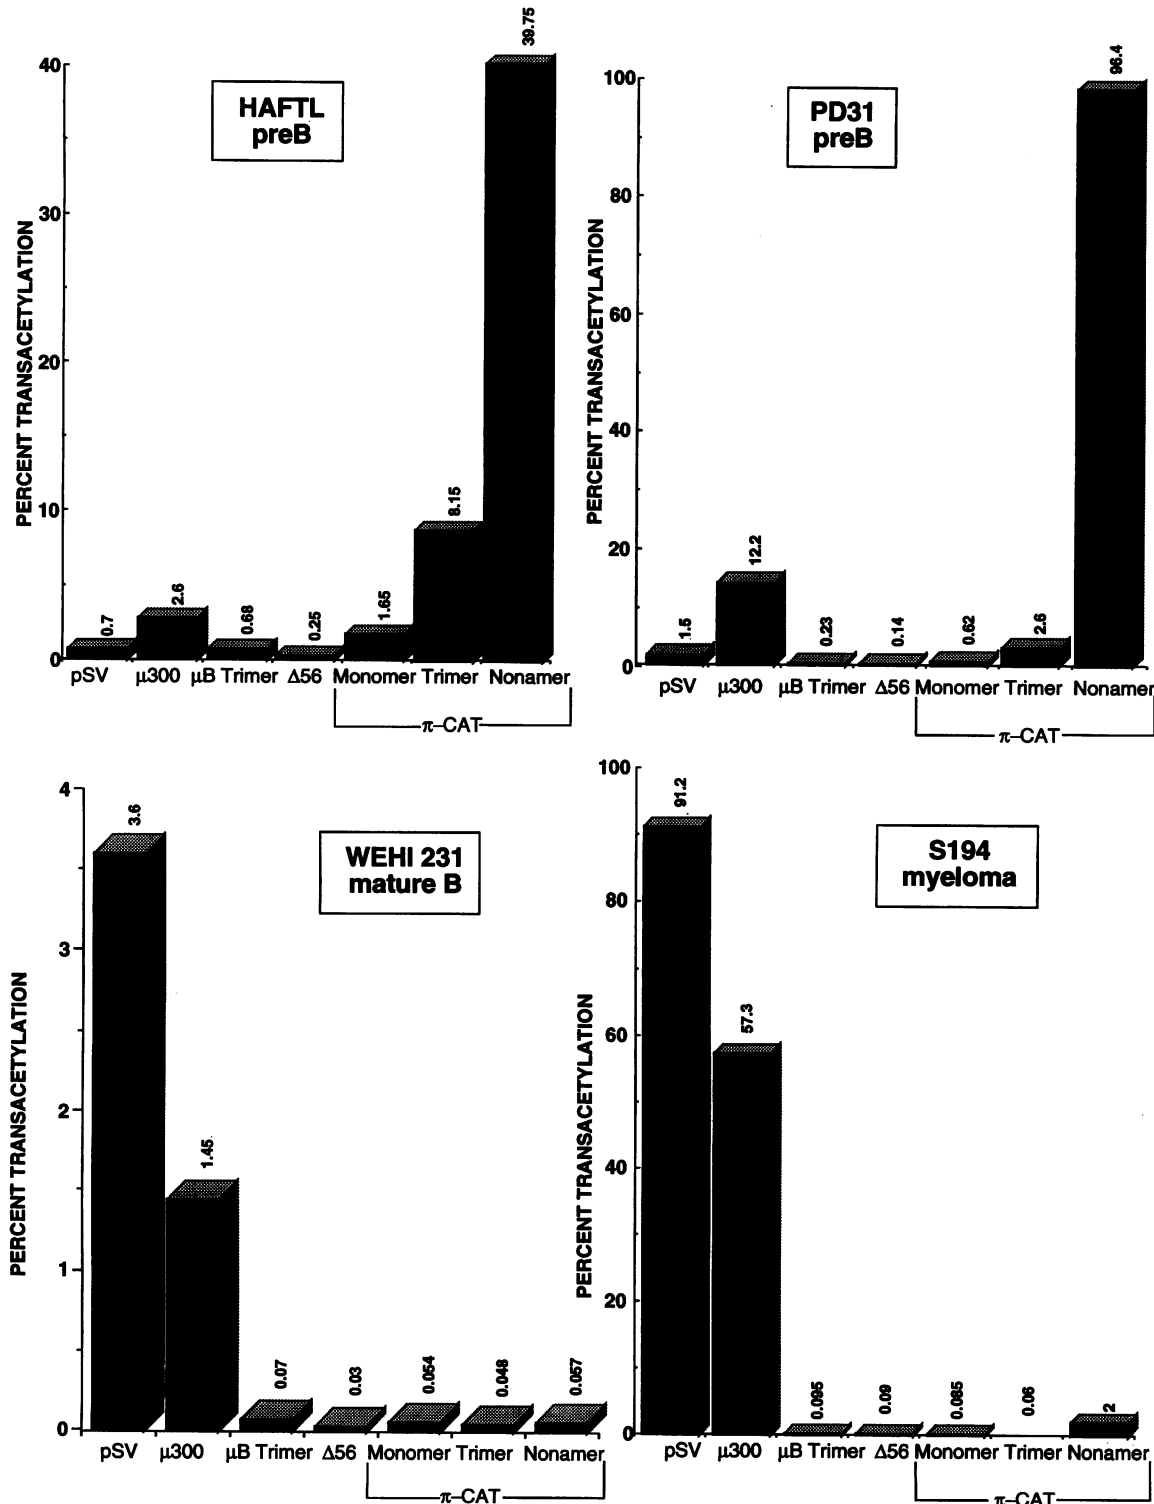 HAFTL
preB
PERCENT TRANSACETYLATION
40
30
20
10
0
0.7
2.6
0.68
0.25
1.65
8.15
39.75
pSV μ300 μB Trimer Δ56 Monomer Trimer Nonamer
π–CAT
PD31
preB
PERCENT TRANSACETYLATION
100
80
60
40
20
0
1.5
12.2
0.23
0.14
0.62
2.6
96.4
pSV μ300 μB Trimer Δ56 Monomer Trimer Nonamer
π–CAT
WEHI 231
mature B
PERCENT TRANSACETYLATION
4
3
2
1
0
3.6
1.45
0.07
0.03
0.054
0.048
0.057
pSV μ300 μB Trimer Δ56 Monomer Trimer Nonamer
π–CAT
S194
myeloma
PERCENT TRANSACETYLATION
100
80
60
40
20
0
91.2
57.3
0.095
0.09
0.085
0.06
2
pSV μ300 μB Trimer Δ56 Monomer Trimer Nonamer
π–CAT